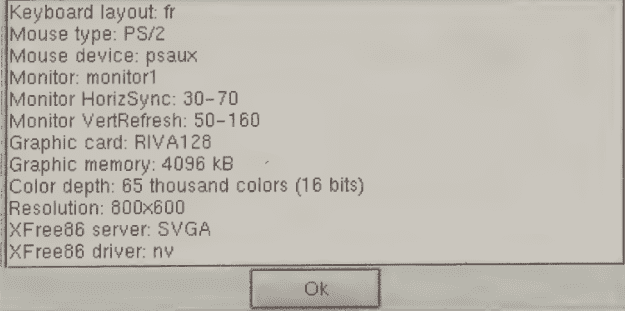 Keyboard layout: fr
Mouse type: PS/2
Mouse device: psaux
Monitor: monitor1
Monitor HorizSync: 30-70
Monitor VertRefresh: 50-160
Graphic card: RIVA128
Graphic memory: 4096 kB
Color depth: 65 thousand colors (16 bits)
Resolution: 800x600
XFree86 server: SVGA
XFree86 driver: nv
Ok